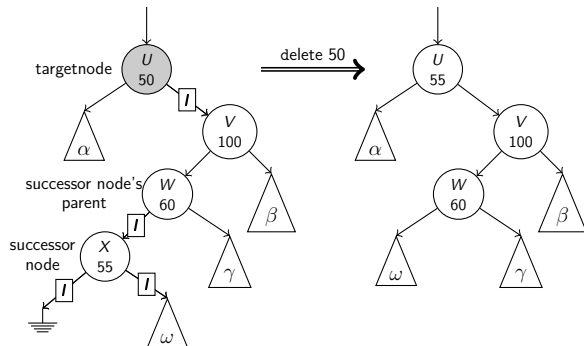 U
50
targetnode
I
α
V
100
successor node's
parent
W
60
β
I
successor
node
X
55
γ
I
I
ω
delete 50
U
55
α
V
100
W
60
β
ω
γ